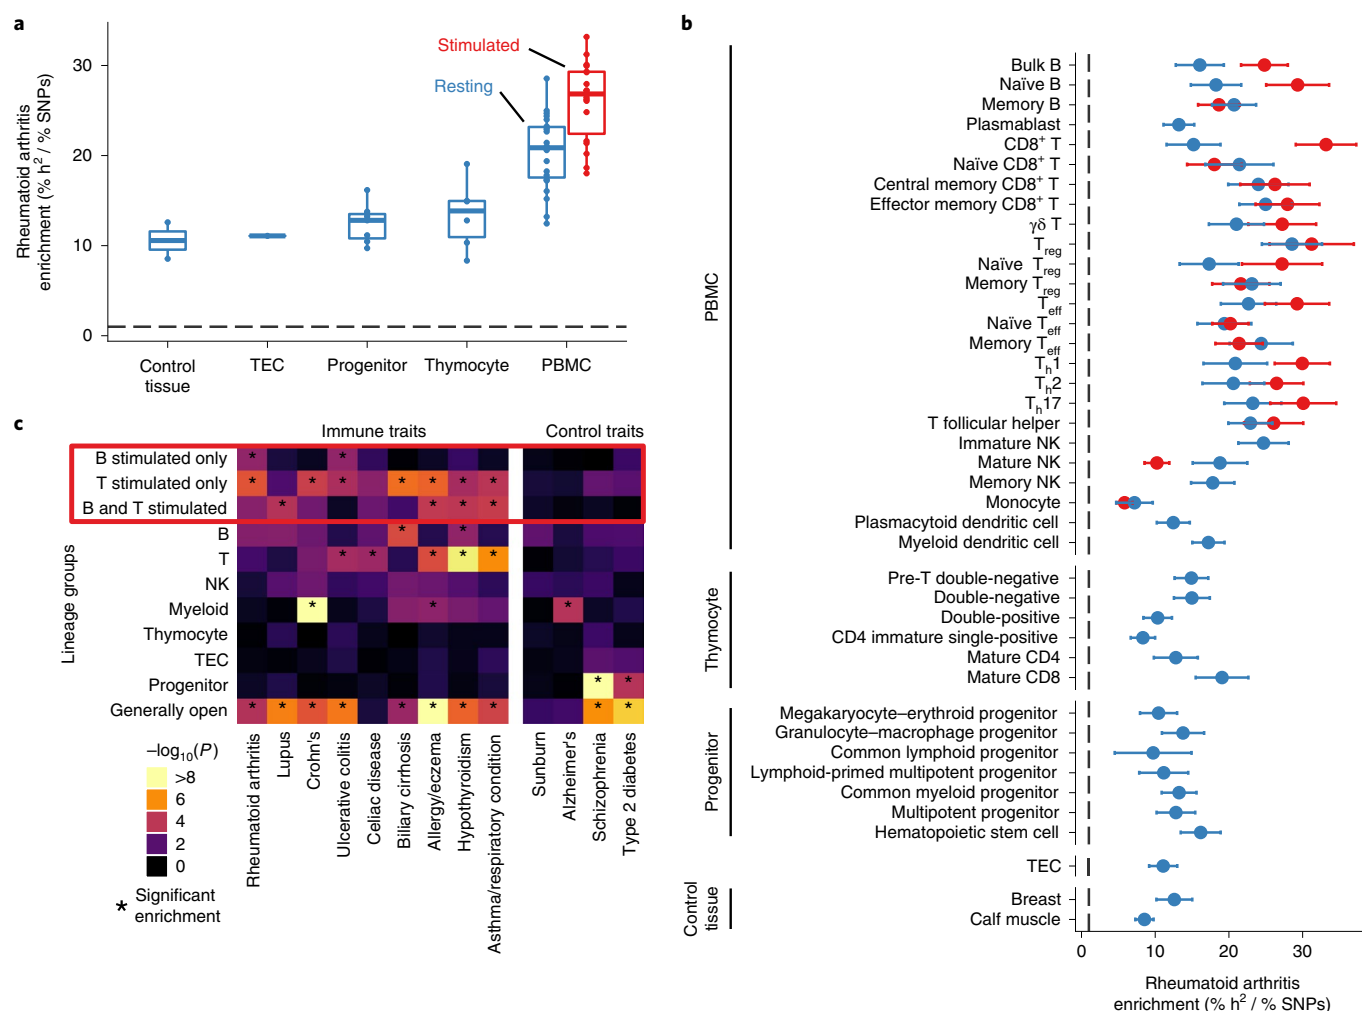 a
Rheumatoid arthritis
enrichment (% h2 / % SNPs)
30
20
10
0
Stimulated
Resting
Control
tissue
TEC
Progenitor
Thymocyte
PBMC
b
PBMC
Bulk B
Naïve B
Memory B
Plasmablast
CD8+ T
Naïve CD8+ T
Central memory CD8+ T
Effector memory CD8+ T
γδ T
Treg
Naïve Treg
Memory Treg
Teff
Naïve Teff
Memory Teff
Th1
Th2
Th17
T follicular helper
Immature NK
Mature NK
Memory NK
Monocyte
Plasmacytoid dendritic cell
Myeloid dendritic cell
Thymocyte
Pre-T double-negative
Double-negative
Double-positive
CD4 immature single-positive
Mature CD4
Mature CD8
Progenitor
Megakaryocyte–erythroid progenitor
Granulocyte–macrophage progenitor
Common lymphoid progenitor
Lymphoid-primed multipotent progenitor
Common myeloid progenitor
Multipotent progenitor
Hematopoietic stem cell
TEC
Control
tissue
Breast
Calf muscle
0 10 20 30
Rheumatoid arthritis
enrichment (% h2 / % SNPs)
c
Immune traits Control traits
Lineage groups
B stimulated only * *
T stimulated only * * * * * * *
B and T stimulated * * * *
B * *
T * * * * *
NK
Myeloid * * *
Thymocyte
TEC
Progenitor * *
Generally open * * * * * * * * * *
Rheumatoid arthritis
Lupus
Crohn's
Ulcerative colitis
Celiac disease
Biliary cirrhosis
Allergy/eczema
Hypothyroidism
Asthma/respiratory condition
Sunburn
Alzheimer's
Schizophrenia
Type 2 diabetes
–log10(P)
>8
6
4
2
0
* Significant
enrichment